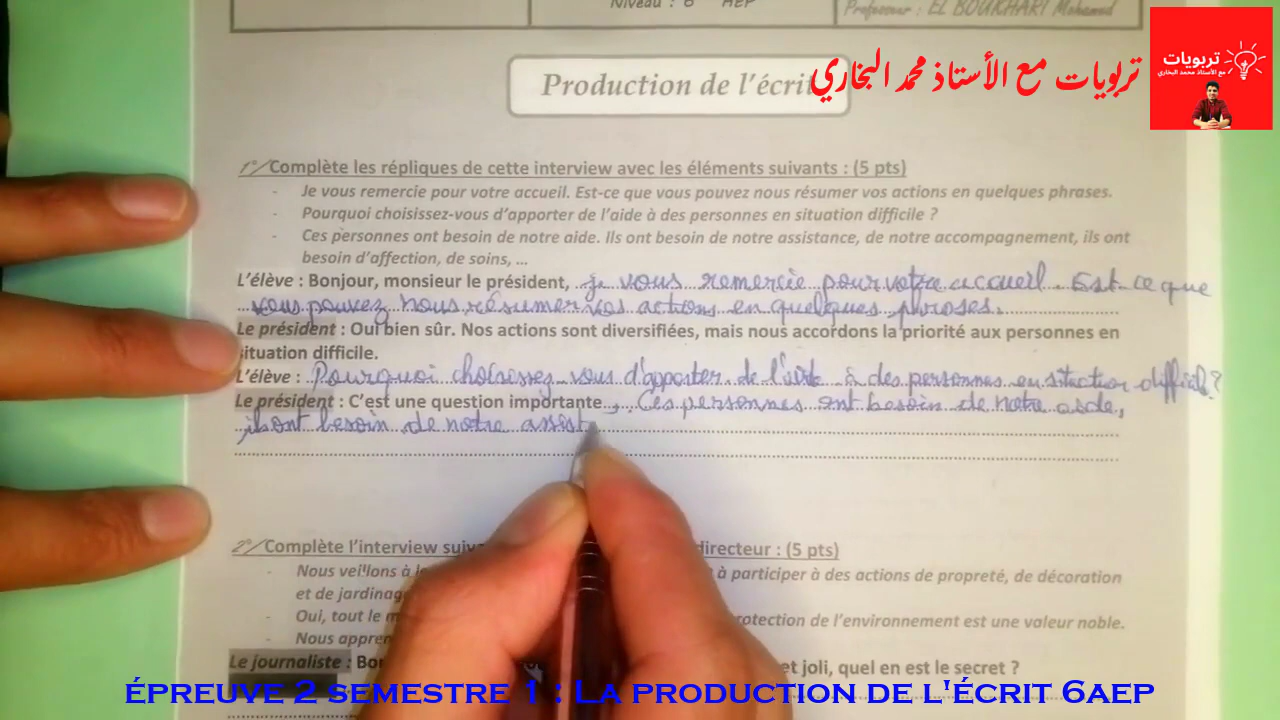 Niveau : 6 AEP
Professeur : EL BOUKHARI Mohamed
تربويات مع الأستاذ محمد البخاري
تربويات
مع الأستاذ محمد البخاري
Production de l'écrit
1°/ Complète les répliques de cette interview avec les éléments suivants : (5 pts)
- Je vous remercie pour votre accueil. Est-ce que vous pouvez nous résumer vos actions en quelques phrases.
- Pourquoi choisissez-vous d'apporter de l'aide à des personnes en situation difficile ?
- Ces personnes ont besoin de notre aide. Ils ont besoin de notre assistance, de notre accompagnement, ils ont
besoin d'affection, de soins, ...
L'élève : Bonjour, monsieur le président, je vous remercie pour votre accueil. Est-ce que
vous pouvez nous résumer vos actions en quelques phrases.
Le président : Oui bien sûr. Nos actions sont diversifiées, mais nous accordons la priorité aux personnes en
situation difficile.
L'élève : Pourquoi choisissez-vous d'apporter de l'aide à des personnes en situation difficile ?
Le président : C'est une question importante, Ces personnes ont besoin de notre aide,
ils ont besoin de notre assist
2°/ Complète l'interview directeur : (5 pts)
- Nous veillons à à participer à des actions de propreté, de décoration
et de jardinag
- Oui, tout le m rotection de l'environnement est une valeur noble.
- Nous appren
Le journaliste : Bo et joli, quel en est le secret ?
épreuve 2 semestre 1 : La production de l'écrit 6aep